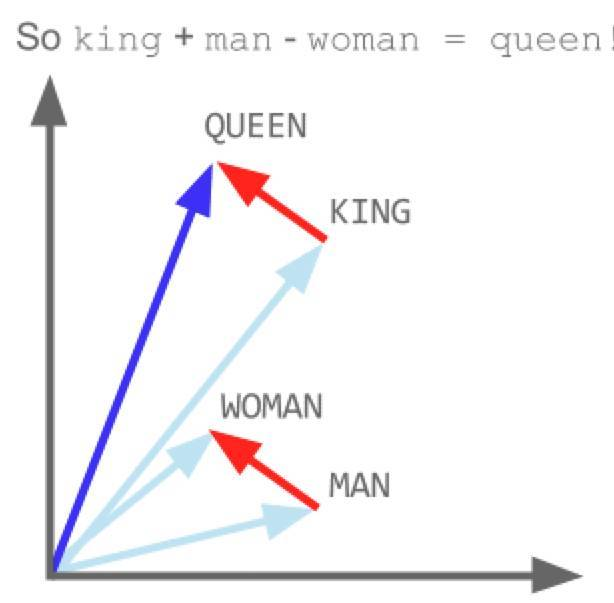 So king + man - woman = queen!
QUEEN
KING
WOMAN
MAN